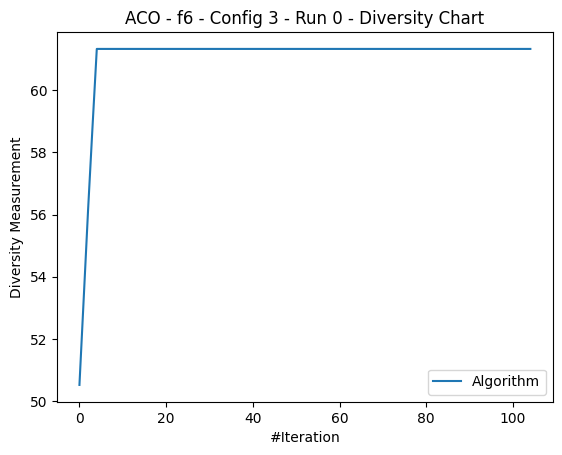 ACO - f6 - Config 3 - Run 0 - Diversity Chart
Diversity Measurement
60
58
56
54
52
50
0 20 40 60 80 100
#Iteration
Algorithm